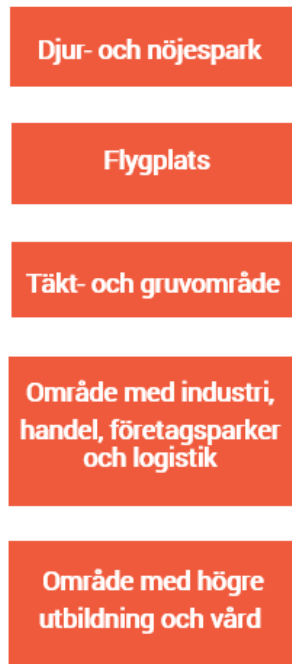 Djur- och nöjespark
Flygplats
Täkt- och gruvområde
Område med industri,
handel, företagsparker
och logistik
Område med högre
utbildning och vård